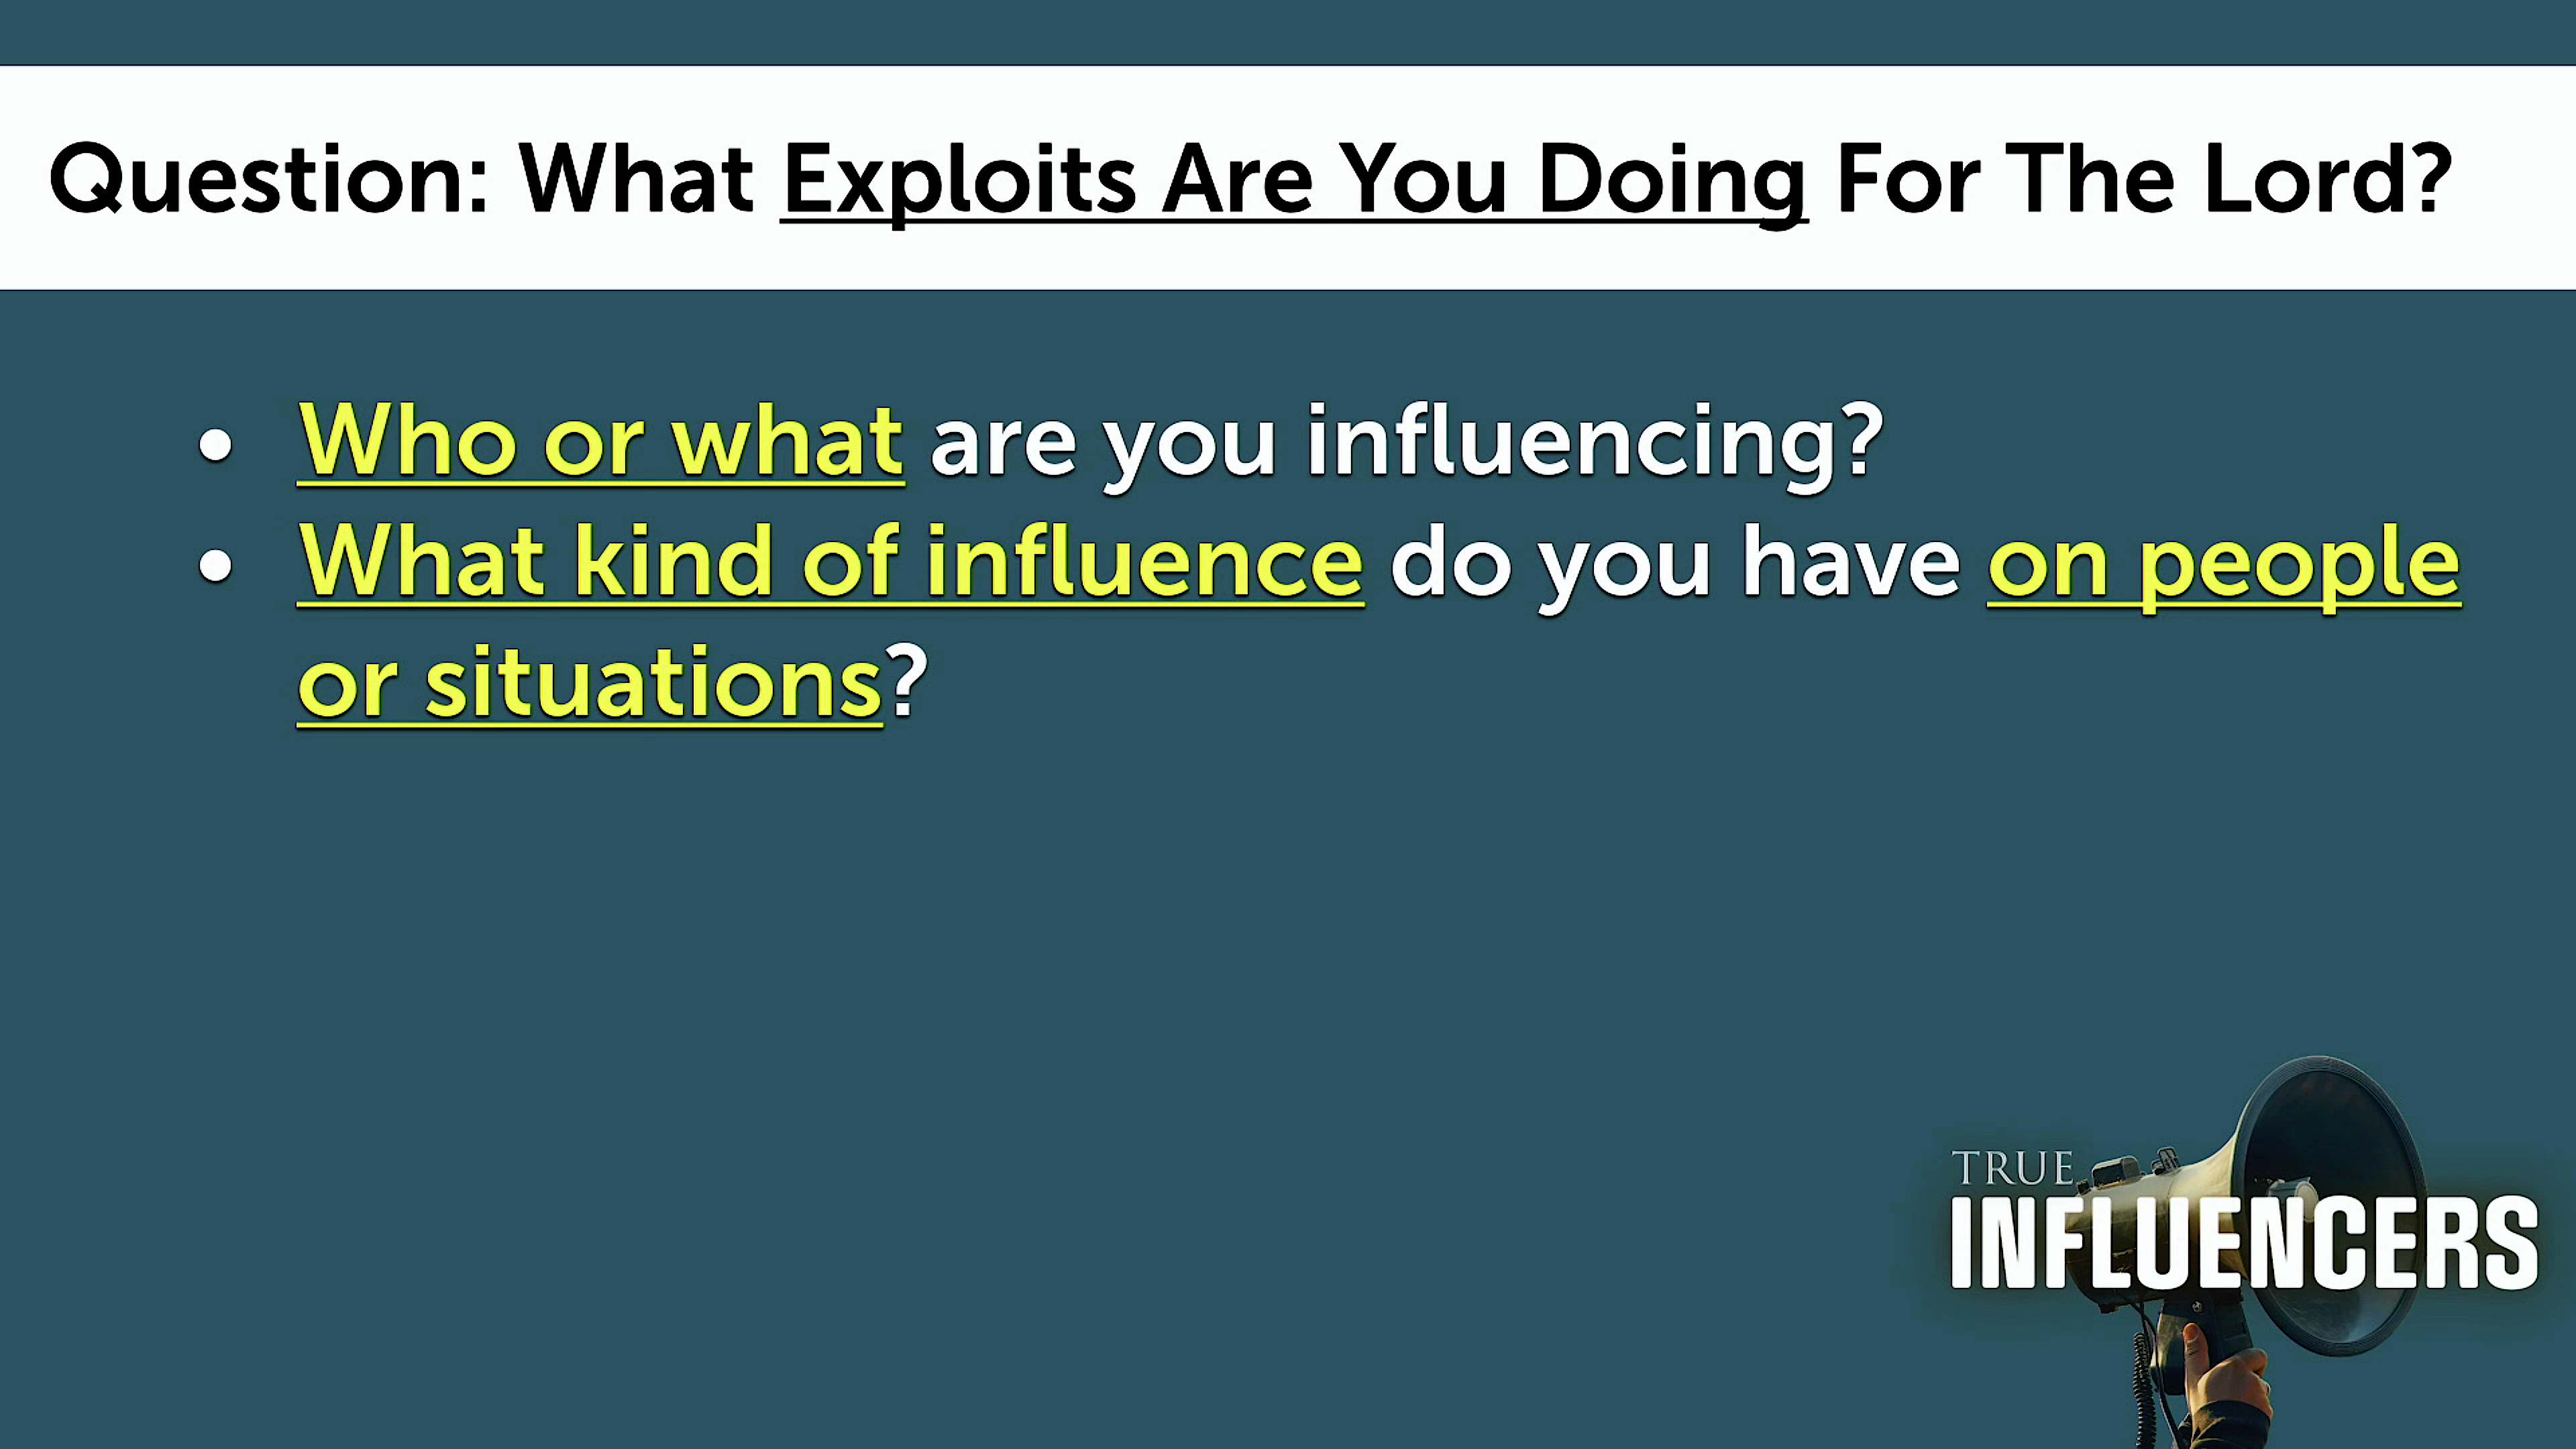 Question: What Exploits Are You Doing For The Lord?
• Who or what are you influencing?
• What kind of influence do you have on people
or situations?
TRUE
INFLUENCERS